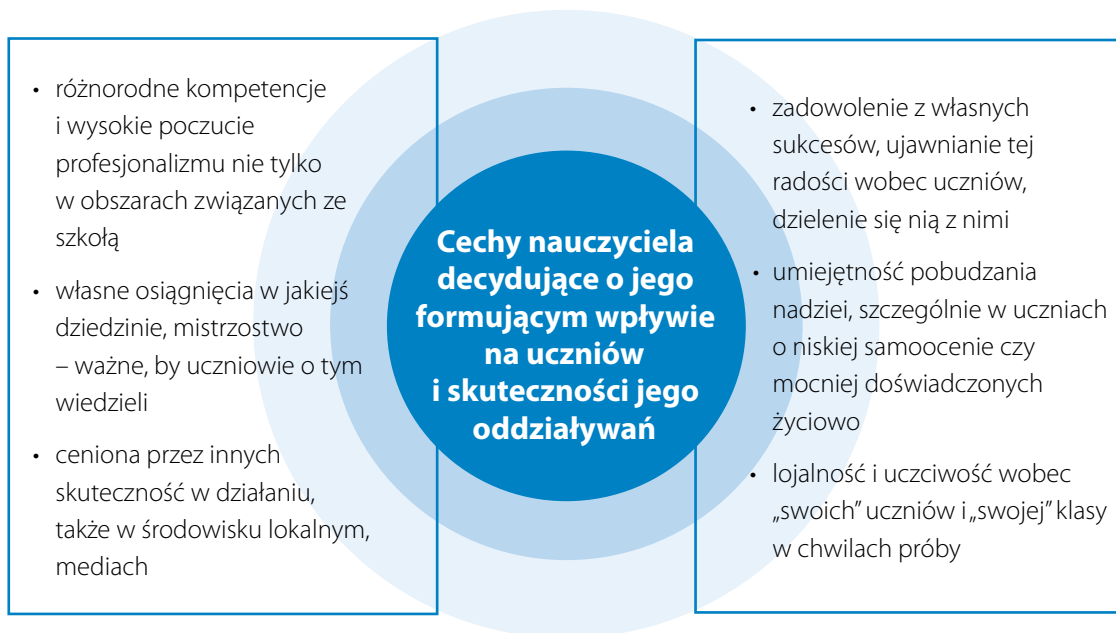 • różnorodne kompetencje
i wysokie poczucie
profesjonalizmu nie tylko
w obszarach związanych ze
szkołą
• własne osiągnięcia w jakiejś
dziedzinie, mistrzostwo
– ważne, by uczniowie o tym
wiedzieli
• ceniona przez innych
skuteczność w działaniu,
także w środowisku lokalnym,
mediach
Cechy nauczyciela
decydujące o jego
formującym wpływie
na uczniów
i skuteczności jego
oddziaływań
• zadowolenie z własnych
sukcesów, ujawnianie tej
radości wobec uczniów,
dzielenie się nią z nimi
• umiejętność pobudzania
nadziei, szczególnie w uczniach
o niskiej samoocenie czy
mocniej doświadczonych
życiowo
• lojalność i uczciwość wobec
„swoich” uczniów i „swojej” klasy
w chwilach próby